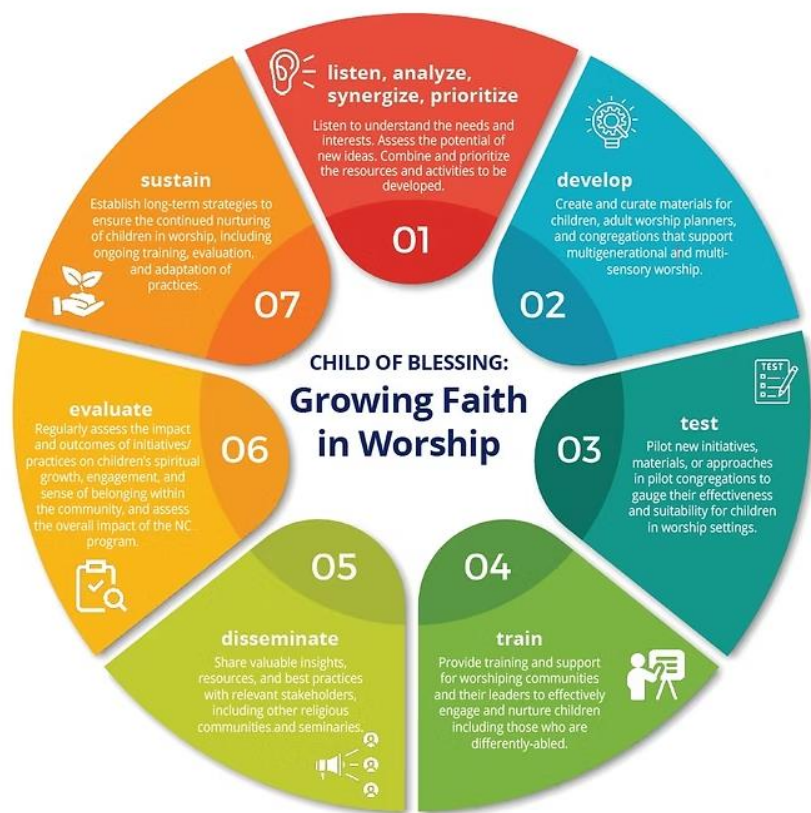 CHILD OF BLESSING:
Growing Faith
in Worship
listen, analyze,
synergize, prioritize
Listen to understand the needs and
interests. Assess the potential of
new ideas. Combine and prioritize
the resources and activities to be
developed.
01
develop
Create and curate materials for
children, adult worship planners,
and congregations that support
multigenerational and multi-
sensory worship.
02
TEST
test
Pilot new initiatives,
materials, or approaches
in pilot congregations to
gauge their effectiveness
and suitability for children
in worship settings.
03
04
train
Provide training and support
for worshiping communities
and their leaders to effectively
engage and nurture children
including those who are
differently-abled.
05
disseminate
Share valuable insights,
resources, and best practices
with relevant stakeholders,
including other religious
communities and seminaries.
evaluate
Regularly assess the impact
and outcomes of initiatives/
practices on children's spiritual
growth, engagement, and
sense of belonging within
the community, and assess
the overall impact of the NC
program.
06
sustain
Establish long-term strategies to
ensure the continued nurturing
of children in worship, including
ongoing training, evaluation,
and adaptation of
practices.
07